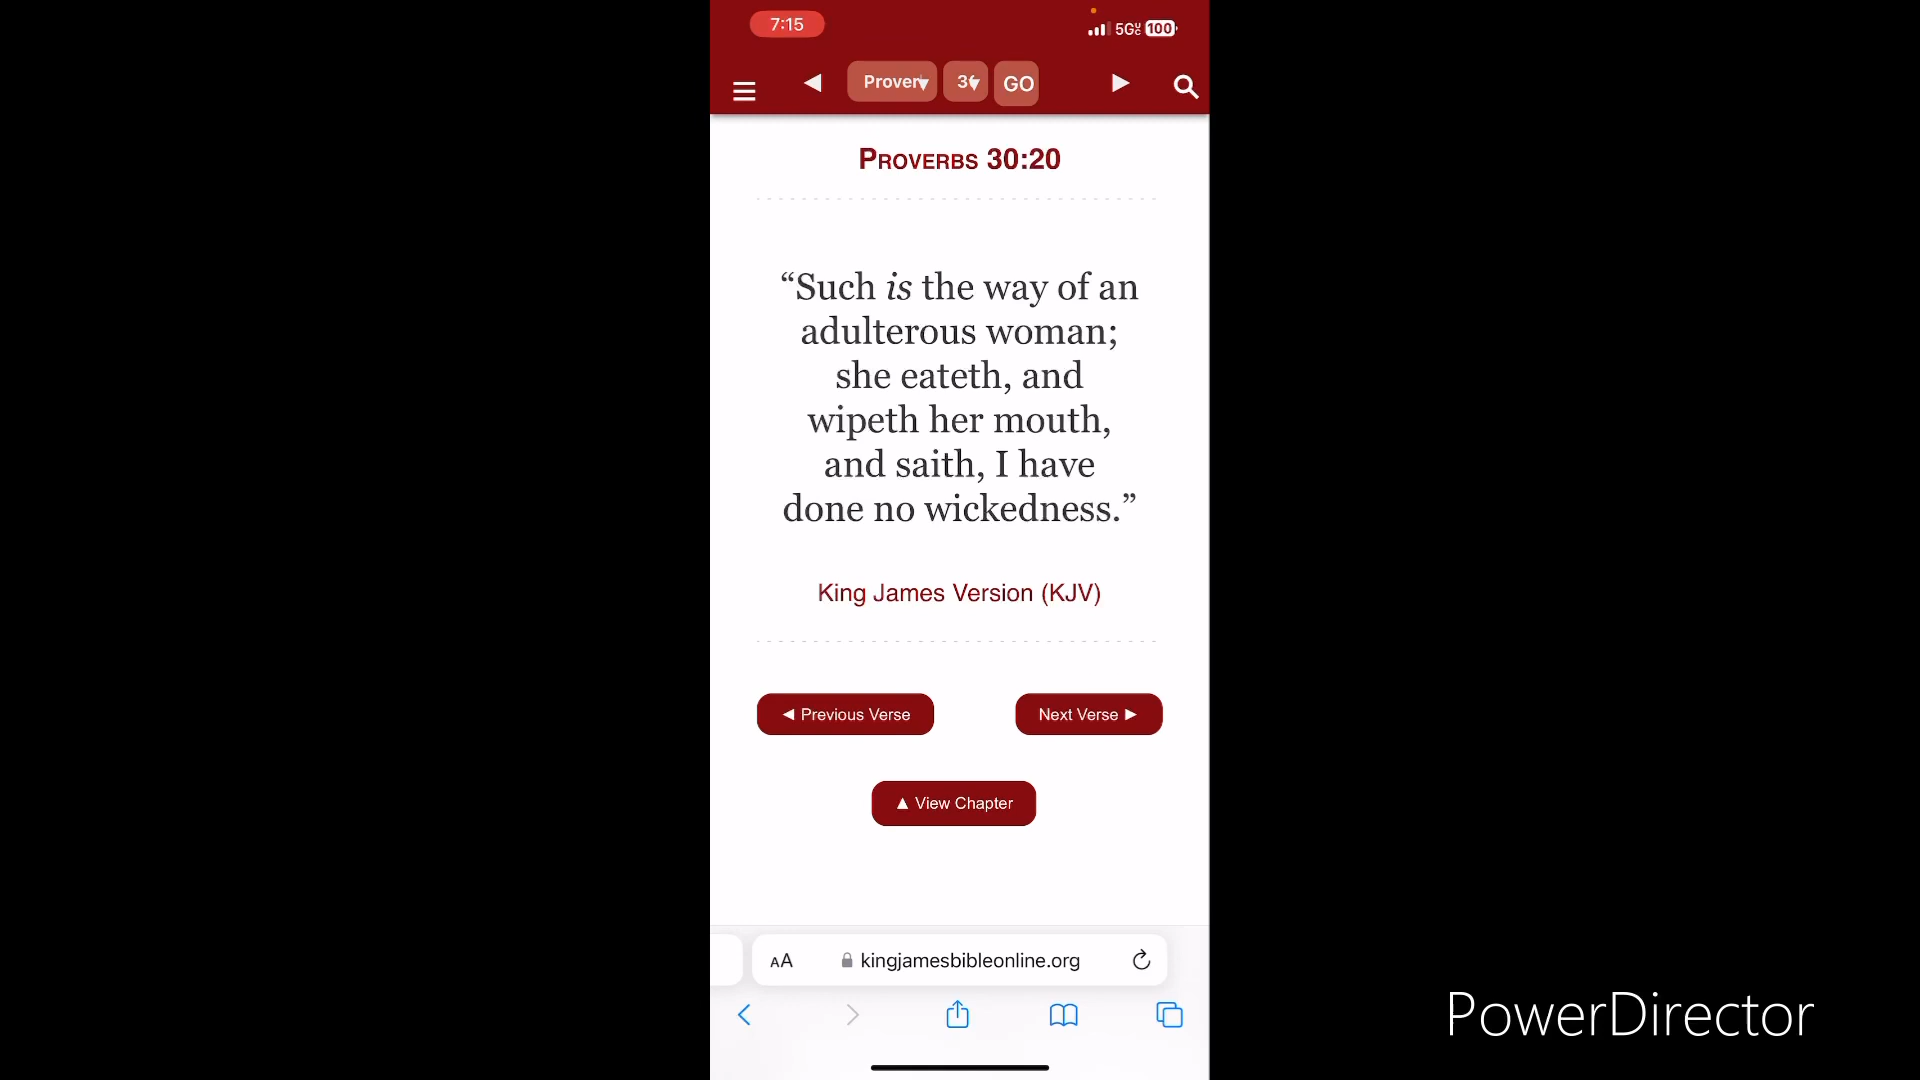 7:15
100
Prover
GO
Proverbs 30:20
“Such is the way of an
adulterous woman;
she eateth, and
wipeth her mouth,
and saith, I have
done no wickedness.”
King James Version (KJV)
◄ Previous Verse
Next Verse ►
▲ View Chapter
AA
kingjamesbibleonline.org
PowerDirector